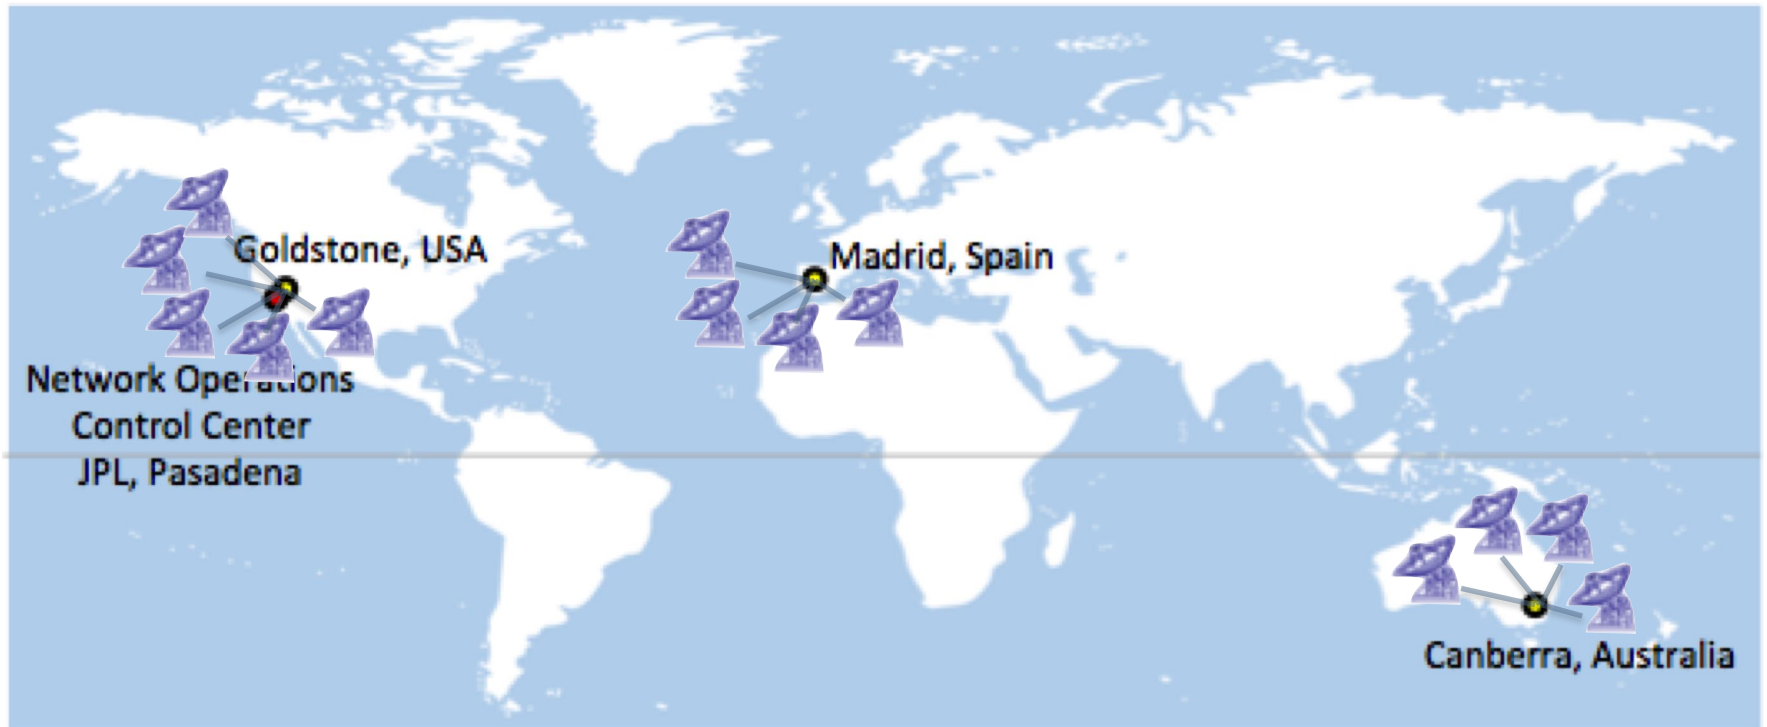 Goldstone, USA
Madrid, Spain
Network Operations
Control Center
JPL, Pasadena
Canberra, Australia